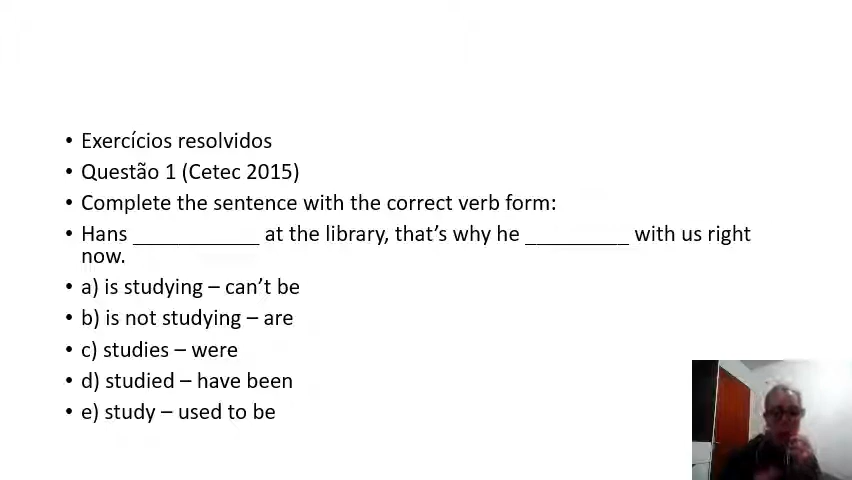 • Exercícios resolvidos
• Questão 1 (Cetec 2015)
• Complete the sentence with the correct verb form:
• Hans ___________ at the library, that’s why he _________ with us right
now.
• a) is studying – can’t be
• b) is not studying – are
• c) studies – were
• d) studied – have been
• e) study – used to be